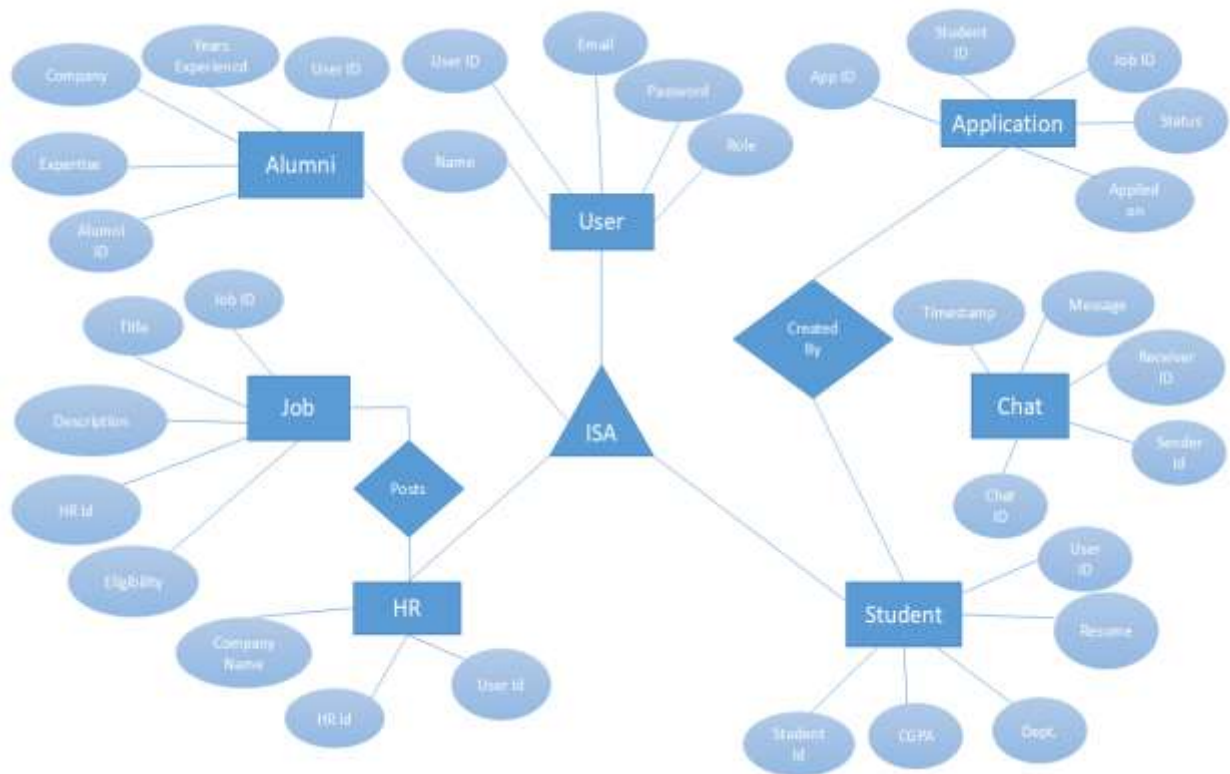 Years
Experienced
Company
User ID
Expertise
Alumni
Alumni
ID
User ID
Email
Password
Role
Name
User
Student
ID
App ID
Job ID
Application
Status
Applied
on
Job ID
Title
Job
Description
HR Id
Eligibility
Posts
ISA
Created
By
Timestamp
Message
Receiver
ID
Chat
Sender
Id
Chat
ID
HR
Company
Name
HR Id
User Id
User
ID
Student
Resume
Student
Id
CGPA
Dept.